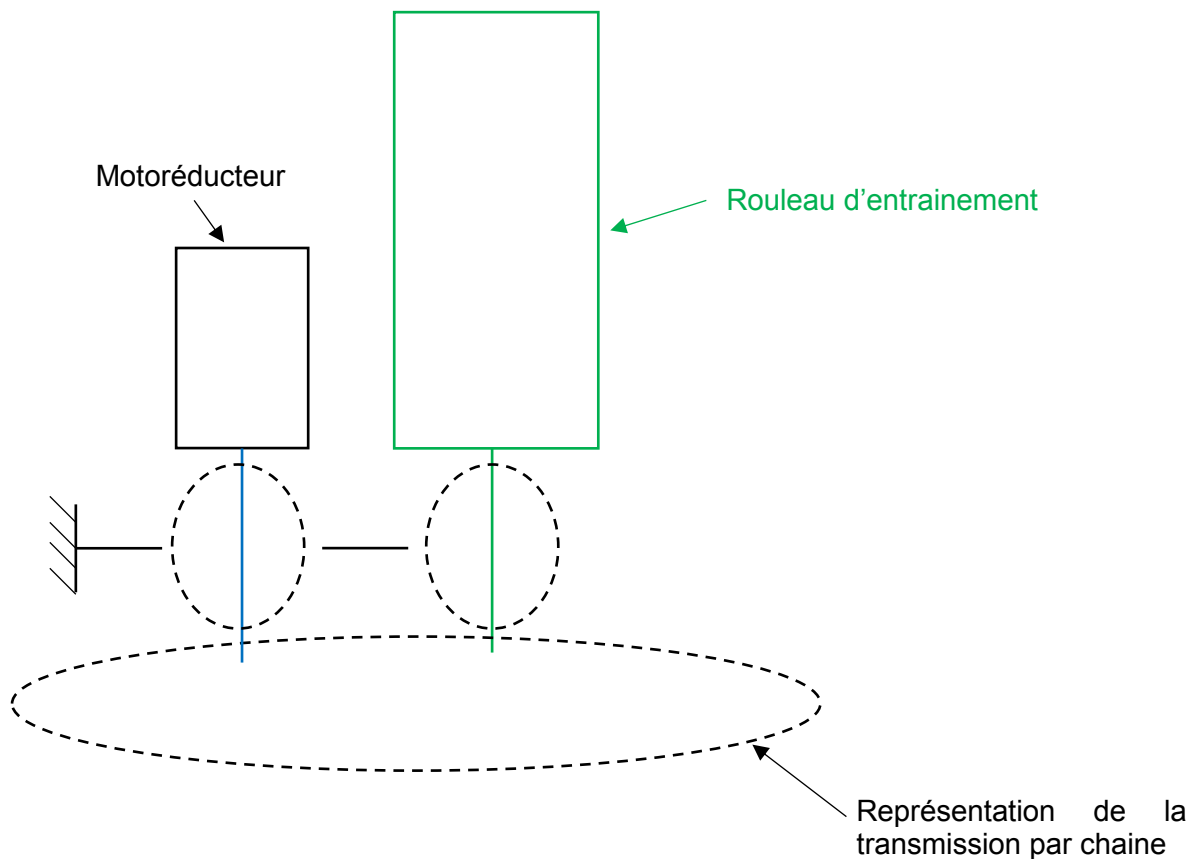 Motoréducteur
Rouleau d’entrainement
Représentation de la
transmission par chaine